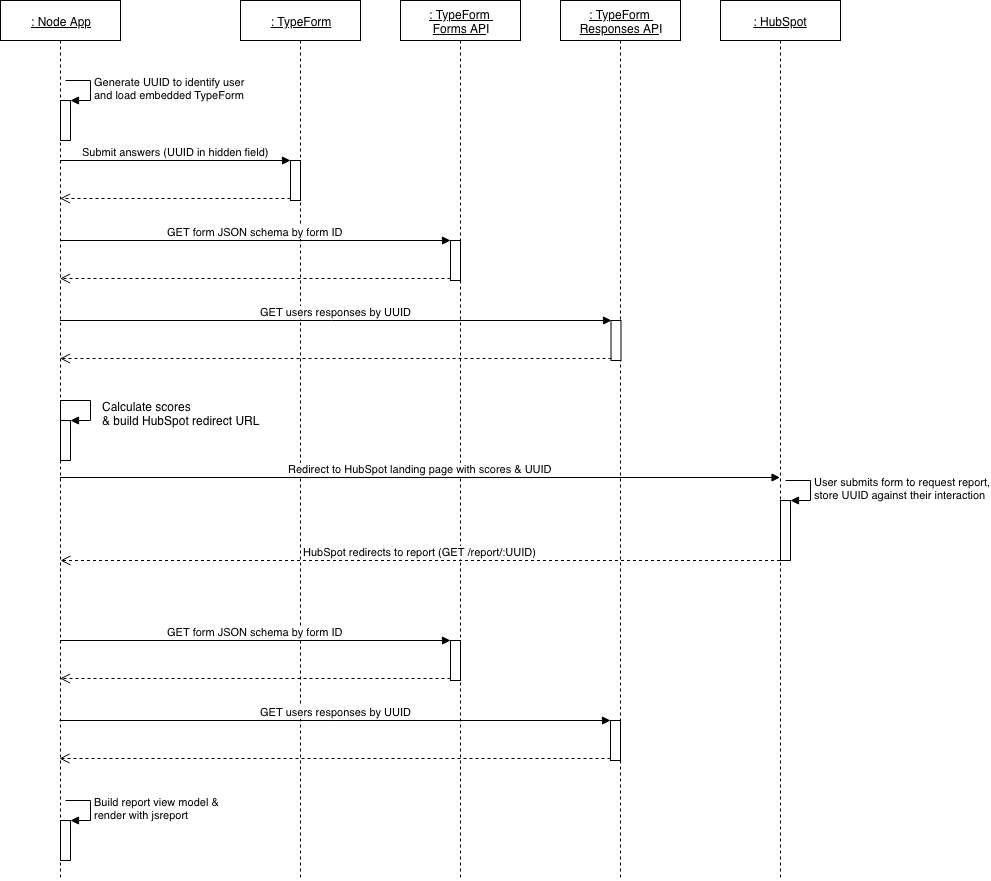 : Node App
: TypeForm
: TypeForm
Forms API
: TypeForm
Responses API
: HubSpot
Generate UUID to identify user
and load embedded TypeForm
Submit answers (UUID in hidden field)
GET form JSON schema by form ID
GET users responses by UUID
Calculate scores
& build HubSpot redirect URL
Redirect to HubSpot landing page with scores & UUID
User submits form to request report,
store UUID against their interaction
HubSpot redirects to report (GET /report/:UUID)
GET form JSON schema by form ID
GET users responses by UUID
Build report view model &
render with jsreport